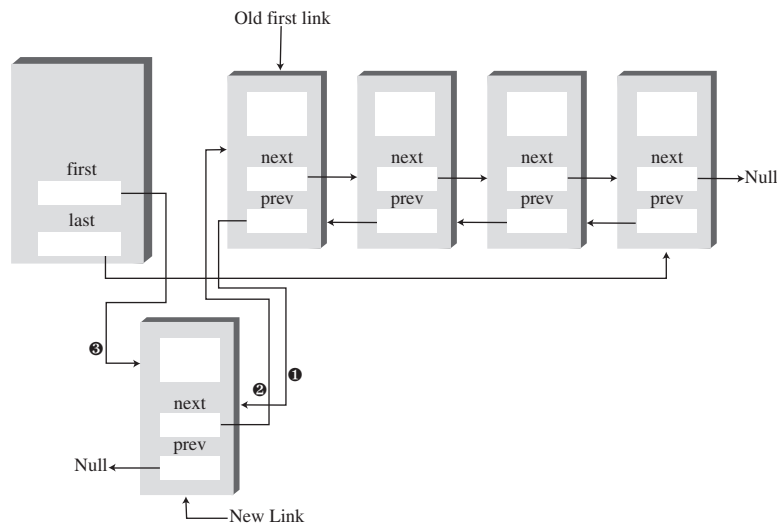 Old first link
first
last
next
prev
next
prev
next
prev
next
prev
Null
❸
❷
❶
next
prev
Null
New Link